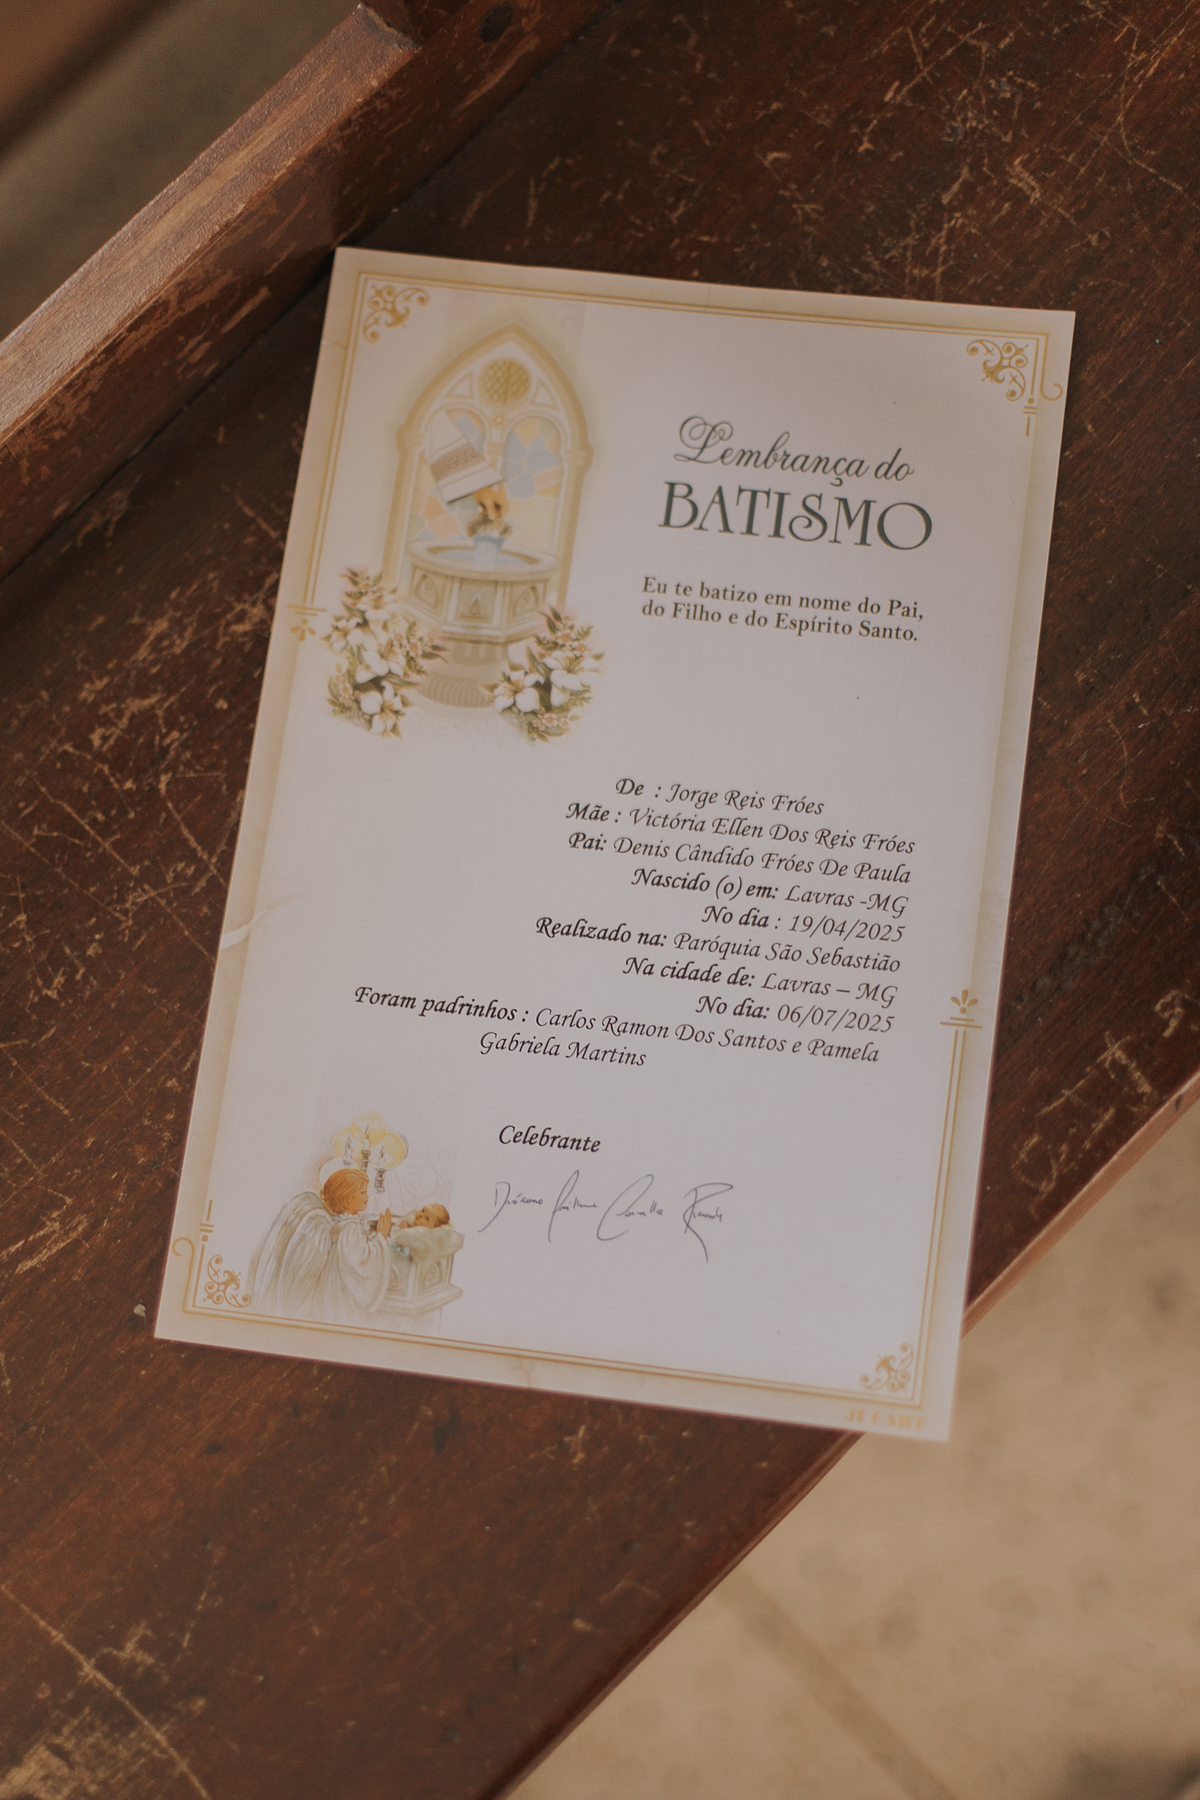 Lembrança do
BATISMO
Eu te batizo em nome do Pai,
do Filho e do Espírito Santo.
De : Jorge Reis Fróes
Mãe : Victória Ellen Dos Reis Fróes
Pai: Denis Cândido Fróes De Paula
Nascido (o) em: Lavras -MG
No dia : 19/04/2025
Realizado na: Paróquia São Sebastião
Na cidade de: Lavras – MG
No dia: 06/07/2025
Foram padrinhos : Carlos Ramon Dos Santos e Pamela
Gabriela Martins
Celebrante